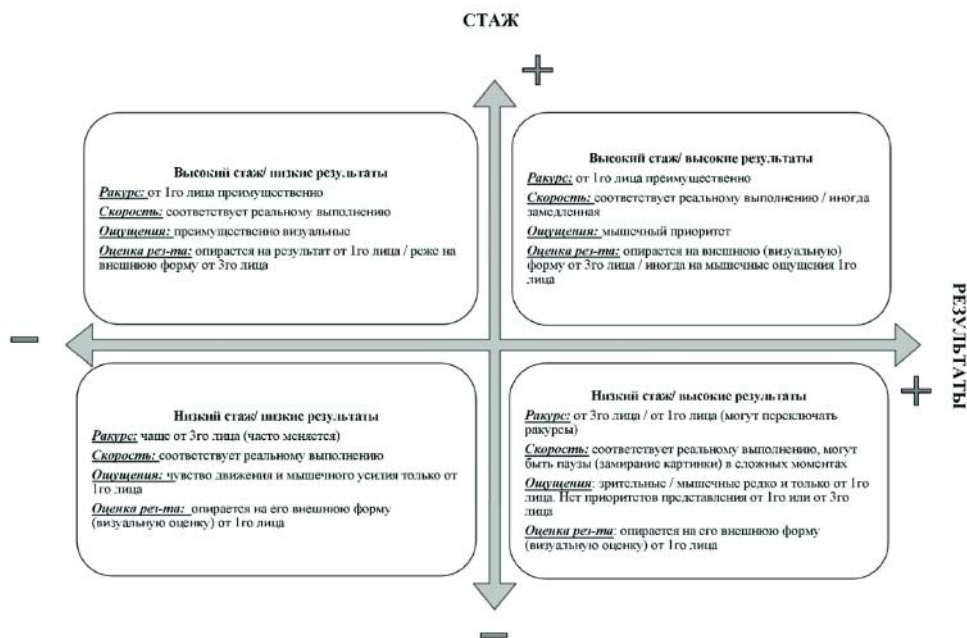 СТАЖ
+
Высокий стаж/ низкие результаты
Ракурс: от 1го лица преимущественно
Скорость: соответствует реальному выполнению
Ощущения: преимущественно визуальные
Оценка рез-та: опирается на результат от 1го лица / реже на
внешнюю форму от 3го лица
Высокий стаж/ высокие результаты
Ракурс: от 1го лица преимущественно
Скорость: соответствует реальному выполнению / иногда
замедленная
Ощущения: мышечный приоритет
Оценка рез-та: опирается на внешнюю (визуальную)
форму от 3го лица / иногда на мышечные ощущения 1го
лица
РЕЗУЛЬТАТЫ
–
+
Низкий стаж/ низкие результаты
Ракурс: чаще от 3го лица (часто меняется)
Скорость: соответствует реальному выполнению
Ощущения: чувство движения и мышечного усилия только от
1го лица
Оценка рез-та: опирается на его внешнюю форму
(визуальную оценку) от 1го лица
Низкий стаж/ высокие результаты
Ракурс: от 3го лица / от 1го лица (могут переключать
ракурсы)
Скорость: соответствует реальному выполнению, могут
быть паузы (замирание картинки) в сложных моментах
Ощущения: зрительные / мышечные редко и только от 1го
лица. Нет приоритетов представления от 1го или от 3го
лица
Оценка рез-та: опирается на его внешнюю форму
(визуальную оценку) от 1го лица
–